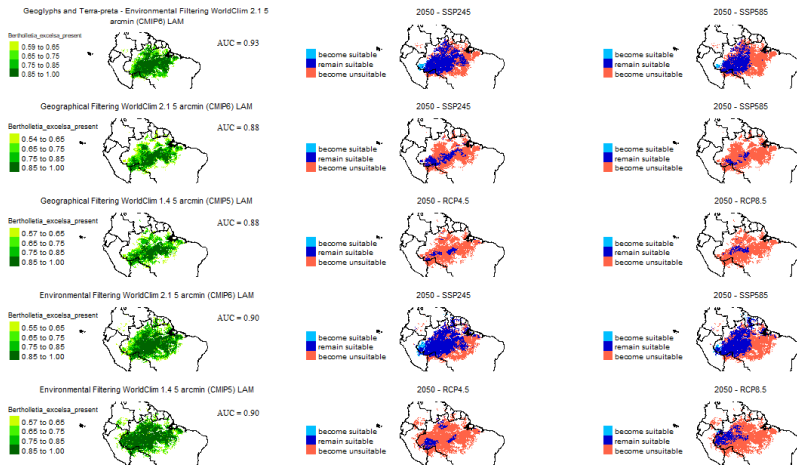 Geoglyphs and Terra-preta - Environmental Filtering WorldClim 2.1 5
arcmin (CMIP6) LAM
2050 - SSP245
2050 - SSP585
Bertholletia_excelsa_present
0.59 to 0.65
0.65 to 0.75
0.75 to 0.85
0.85 to 1.00
AUC = 0.93
become suitable
remain suitable
become unsuitable
become suitable
remain suitable
become unsuitable
Geographical Filtering WorldClim 2.1 5 arcmin (CMIP6) LAM
2050 - SSP245
2050 - SSP585
Bertholletia_excelsa_present
0.54 to 0.65
0.65 to 0.75
0.75 to 0.85
0.85 to 1.00
AUC = 0.88
become suitable
remain suitable
become unsuitable
become suitable
remain suitable
become unsuitable
Geographical Filtering WorldClim 1.4 5 arcmin (CMIP5) LAM
2050 - RCP4.5
2050 - RCP8.5
Bertholletia_excelsa_present
0.57 to 0.65
0.65 to 0.75
0.75 to 0.85
0.85 to 1.00
AUC = 0.88
become suitable
remain suitable
become unsuitable
become suitable
remain suitable
become unsuitable
Environmental Filtering WorldClim 2.1 5 arcmin (CMIP6) LAM
2050 - SSP245
2050 - SSP585
Bertholletia_excelsa_present
0.55 to 0.65
0.65 to 0.75
0.75 to 0.85
0.85 to 1.00
AUC = 0.90
become suitable
remain suitable
become unsuitable
become suitable
remain suitable
become unsuitable
Environmental Filtering WorldClim 1.4 5 arcmin (CMIP5) LAM
2050 - RCP4.5
2050 - RCP8.5
Bertholletia_excelsa_present
0.57 to 0.65
0.65 to 0.75
0.75 to 0.85
0.85 to 1.00
AUC = 0.90
become suitable
remain suitable
become unsuitable
become suitable
remain suitable
become unsuitable